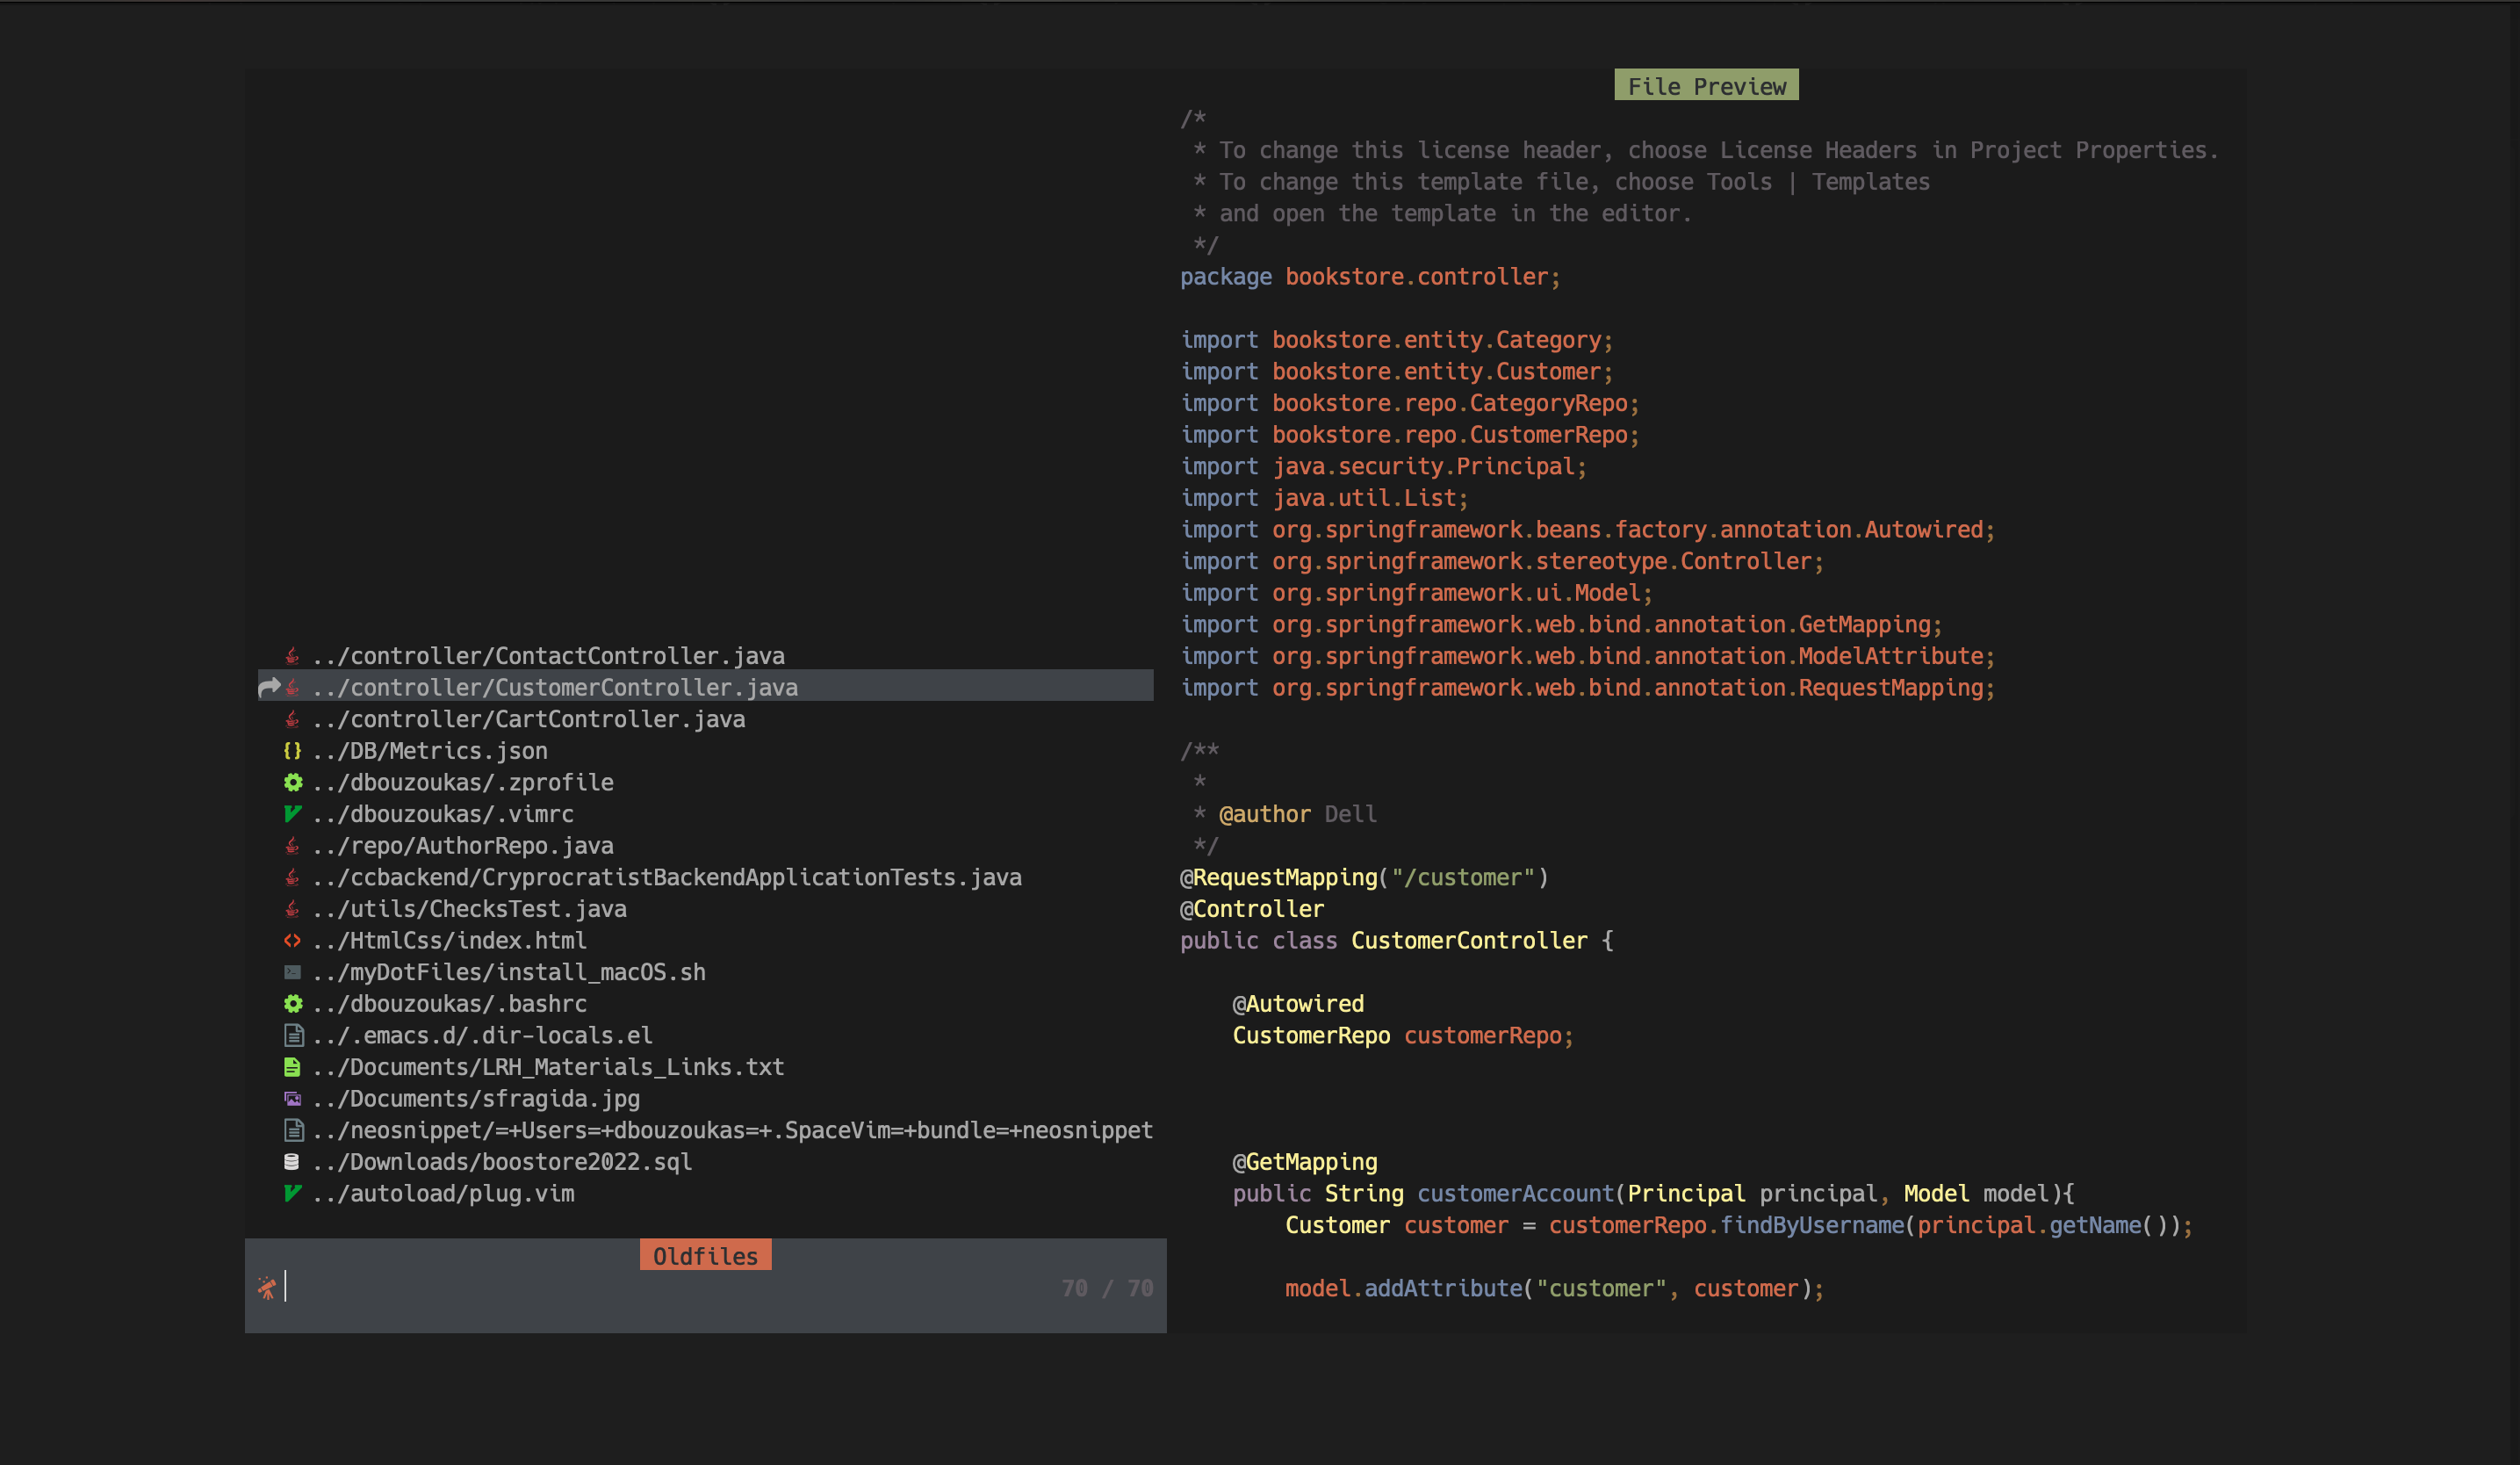 ../controller/ContactController.java
../controller/CustomerController.java
../controller/CartController.java
../DB/Metrics.json
../dbouzoukas/.zprofile
../dbouzoukas/.vimrc
../repo/AuthorRepo.java
../ccbackend/CryprocratistBackendApplicationTests.java
../utils/ChecksTest.java
../HtmlCss/index.html
../myDotFiles/install_macOS.sh
../dbouzoukas/.bashrc
../.emacs.d/.dir-locals.el
../Documents/LRH_Materials_Links.txt
../Documents/sfragida.jpg
../neosnippet/=+Users=+dbouzoukas=+.SpaceVim=+bundle=+neosnippet
../Downloads/boostore2022.sql
../autoload/plug.vim
Oldfiles
70 / 70
File Preview
/*
 * To change this license header, choose License Headers in Project Properties.
 * To change this template file, choose Tools | Templates
 * and open the template in the editor.
 */
package bookstore.controller;

import bookstore.entity.Category;
import bookstore.entity.Customer;
import bookstore.repo.CategoryRepo;
import bookstore.repo.CustomerRepo;
import java.security.Principal;
import java.util.List;
import org.springframework.beans.factory.annotation.Autowired;
import org.springframework.stereotype.Controller;
import org.springframework.ui.Model;
import org.springframework.web.bind.annotation.GetMapping;
import org.springframework.web.bind.annotation.ModelAttribute;
import org.springframework.web.bind.annotation.RequestMapping;

/**
 *
 * @author Dell
 */
@RequestMapping("/customer")
@Controller
public class CustomerController {

    @Autowired
    CustomerRepo customerRepo;

    @GetMapping
    public String customerAccount(Principal principal, Model model){
        Customer customer = customerRepo.findByUsername(principal.getName());

        model.addAttribute("customer", customer);